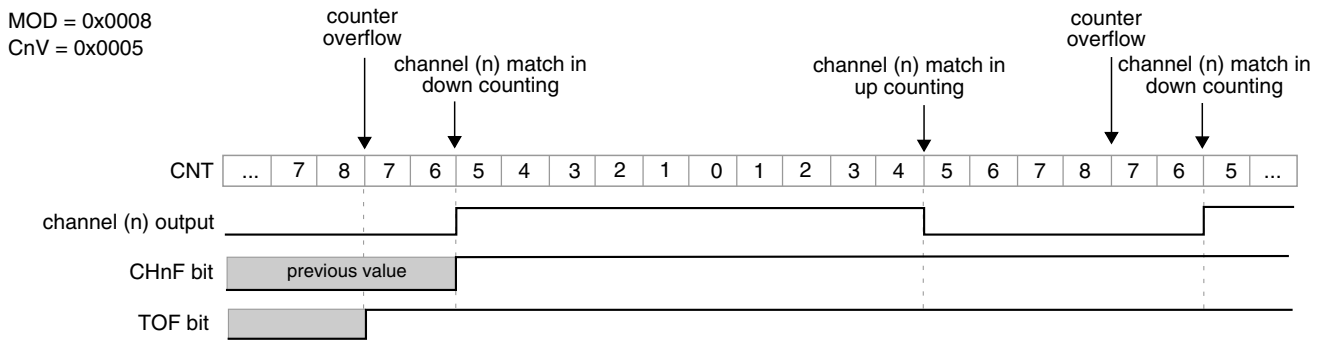 MOD = 0x0008
CnV = 0x0005
counter
overflow
channel (n) match in
down counting
channel (n) match in
up counting
counter
overflow
channel (n) match in
down counting
CNT ... 7 8 7 6 5 4 3 2 1 0 1 2 3 4 5 6 7 8 7 6 5 ...
channel (n) output
CHnF bit previous value
TOF bit